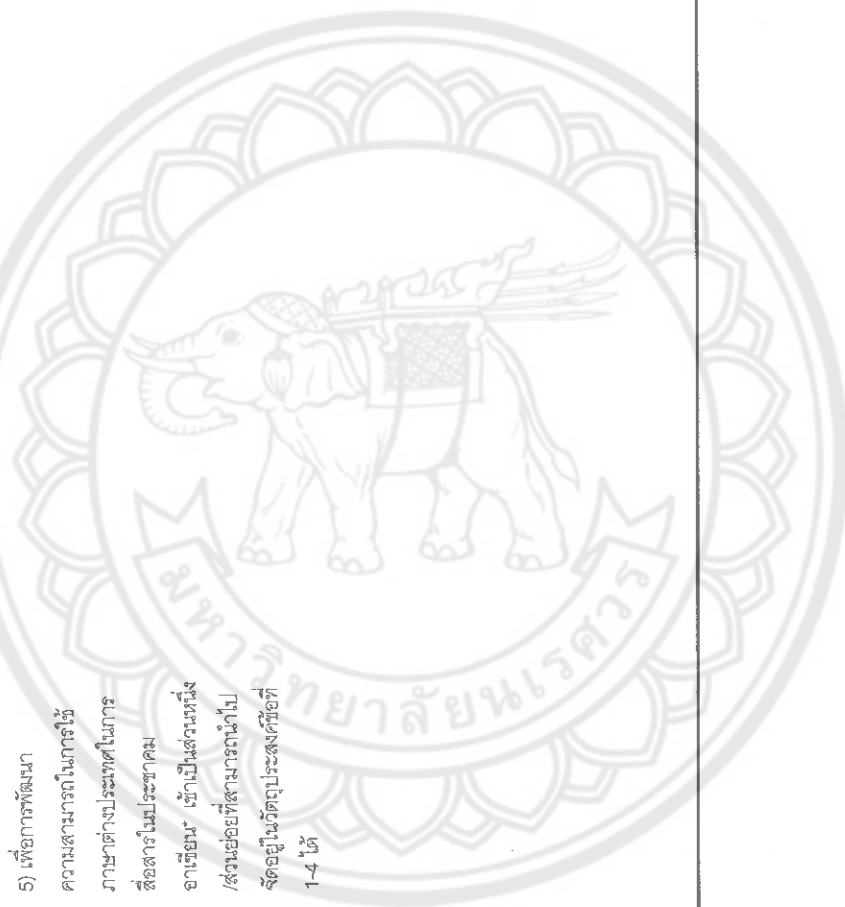 5) เพื่อการพัฒนา
ความสามารถในการใช้
ภาษาต่างประเทศในการ
สื่อสารในประชาคม
อาเซียน" เข้าเป็นส่วนหนึ่ง
/ส่วนย่อยที่สามารถนำไป
จัดอยู่ในวัตถุประสงค์ข้อที่
1-4 ได้
มหาวิทยาลัยนเรศวร